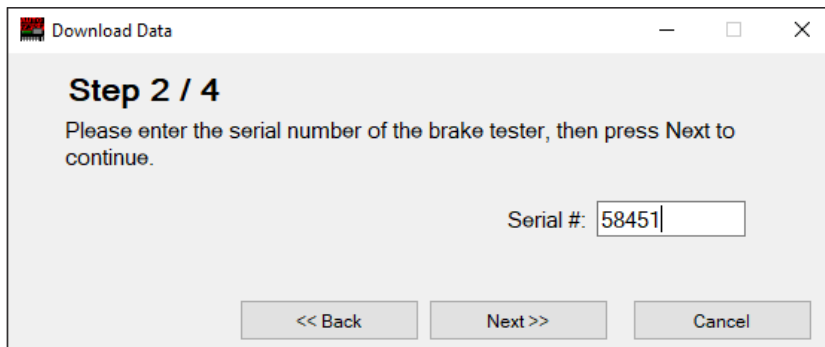 Download Data
Step 2 / 4
Please enter the serial number of the brake tester, then press Next to
continue.
Serial #: 58451
<< Back
Next >>
Cancel